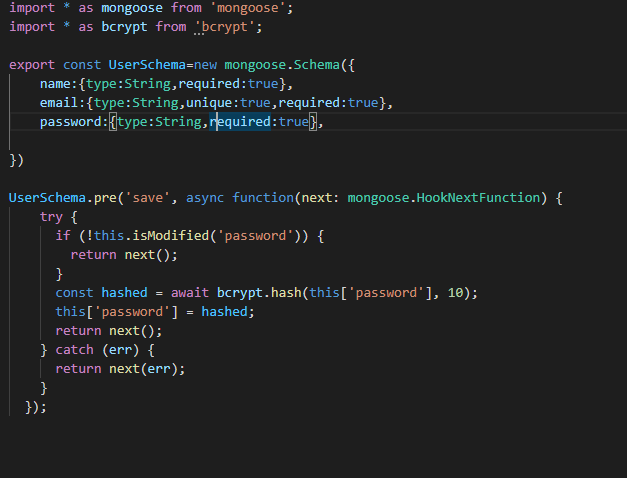 import * as mongoose from 'mongoose';
import * as bcrypt from 'bcrypt';
export const UserSchema=new mongoose.Schema({
    name:{type:String,required:true},
    email:{type:String,unique:true,required:true},
    password:{type:String,required:true},
})
UserSchema.pre('save', async function(next: mongoose.HookNextFunction) {
    try {
      if (!this.isModified('password')) {
        return next();
      }
      const hashed = await bcrypt.hash(this['password'], 10);
      this['password'] = hashed;
      return next();
    } catch (err) {
      return next(err);
    }
  });